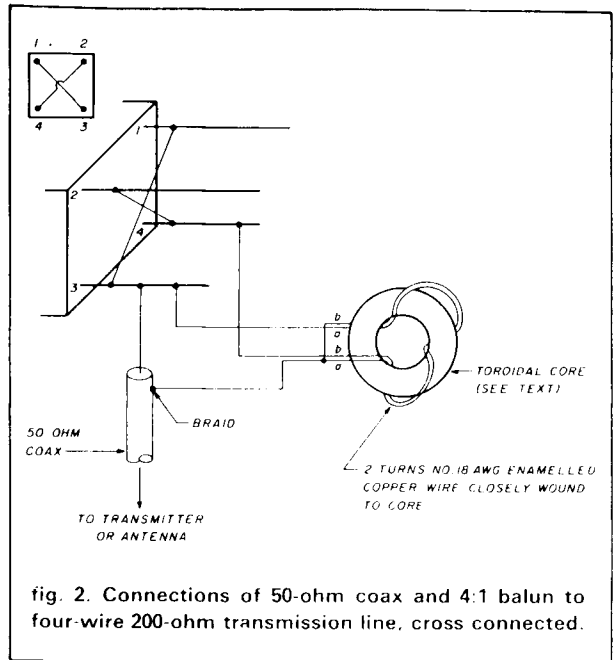 1 2
4 3
1
2
4
3
b
a
b
a
TOROIDAL CORE
(SEE TEXT)
BRAID
50 OHM
COAX
2 TURNS NO. 18 AWG ENAMELLED
COPPER WIRE CLOSELY WOUND
TO CORE
TO TRANSMITTER
OR ANTENNA
fig. 2. Connections of 50-ohm coax and 4:1 balun to
four-wire 200-ohm transmission line, cross connected.